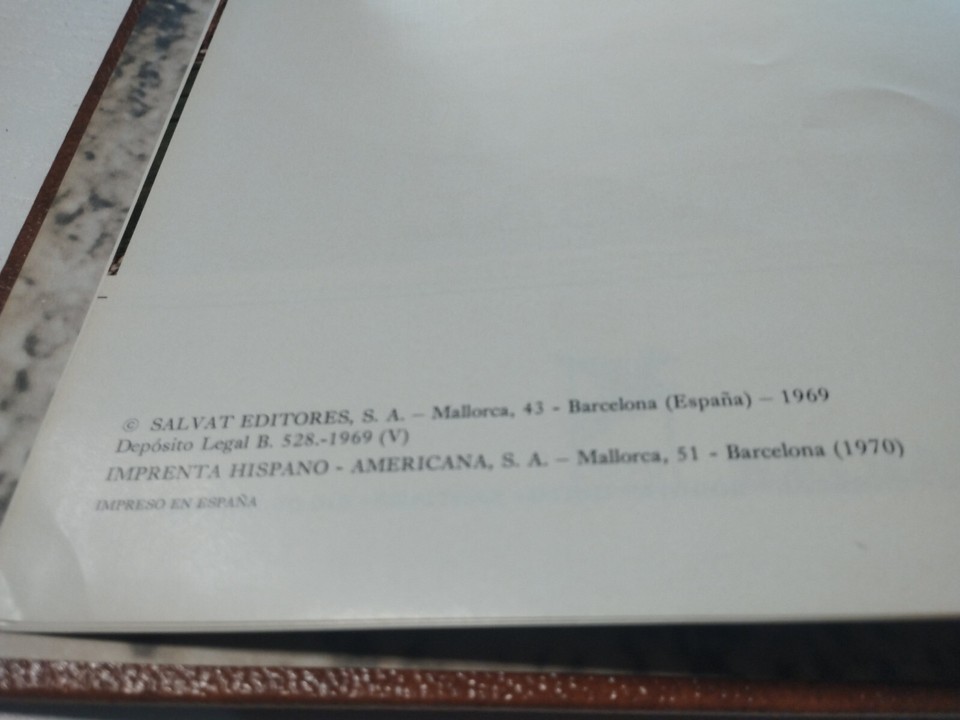 © SALVAT EDITORES, S. A. – Mallorca, 43 - Barcelona (España) – 1969
Depósito Legal B. 528.-1969 (V)
IMPRENTA HISPANO - AMERICANA, S. A. – Mallorca, 51 - Barcelona (1970)
IMPRESO EN ESPAÑA